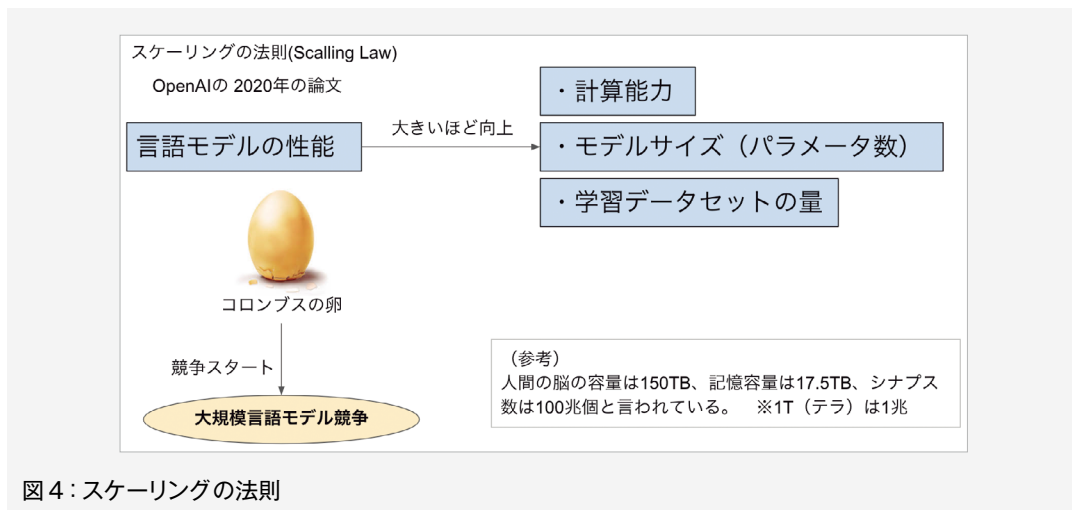 スケーリングの法則(Scalling Law)
OpenAIの 2020年の論文
言語モデルの性能
大きいほど向上
・計算能力
・モデルサイズ（パラメータ数）
・学習データセットの量
コロンブスの卵
競争スタート
大規模言語モデル競争
（参考）
人間の脳の容量は150TB、記憶容量は17.5TB、シナプス
数は100兆個と言われている。　※1T（テラ）は1兆
図４：スケーリングの法則